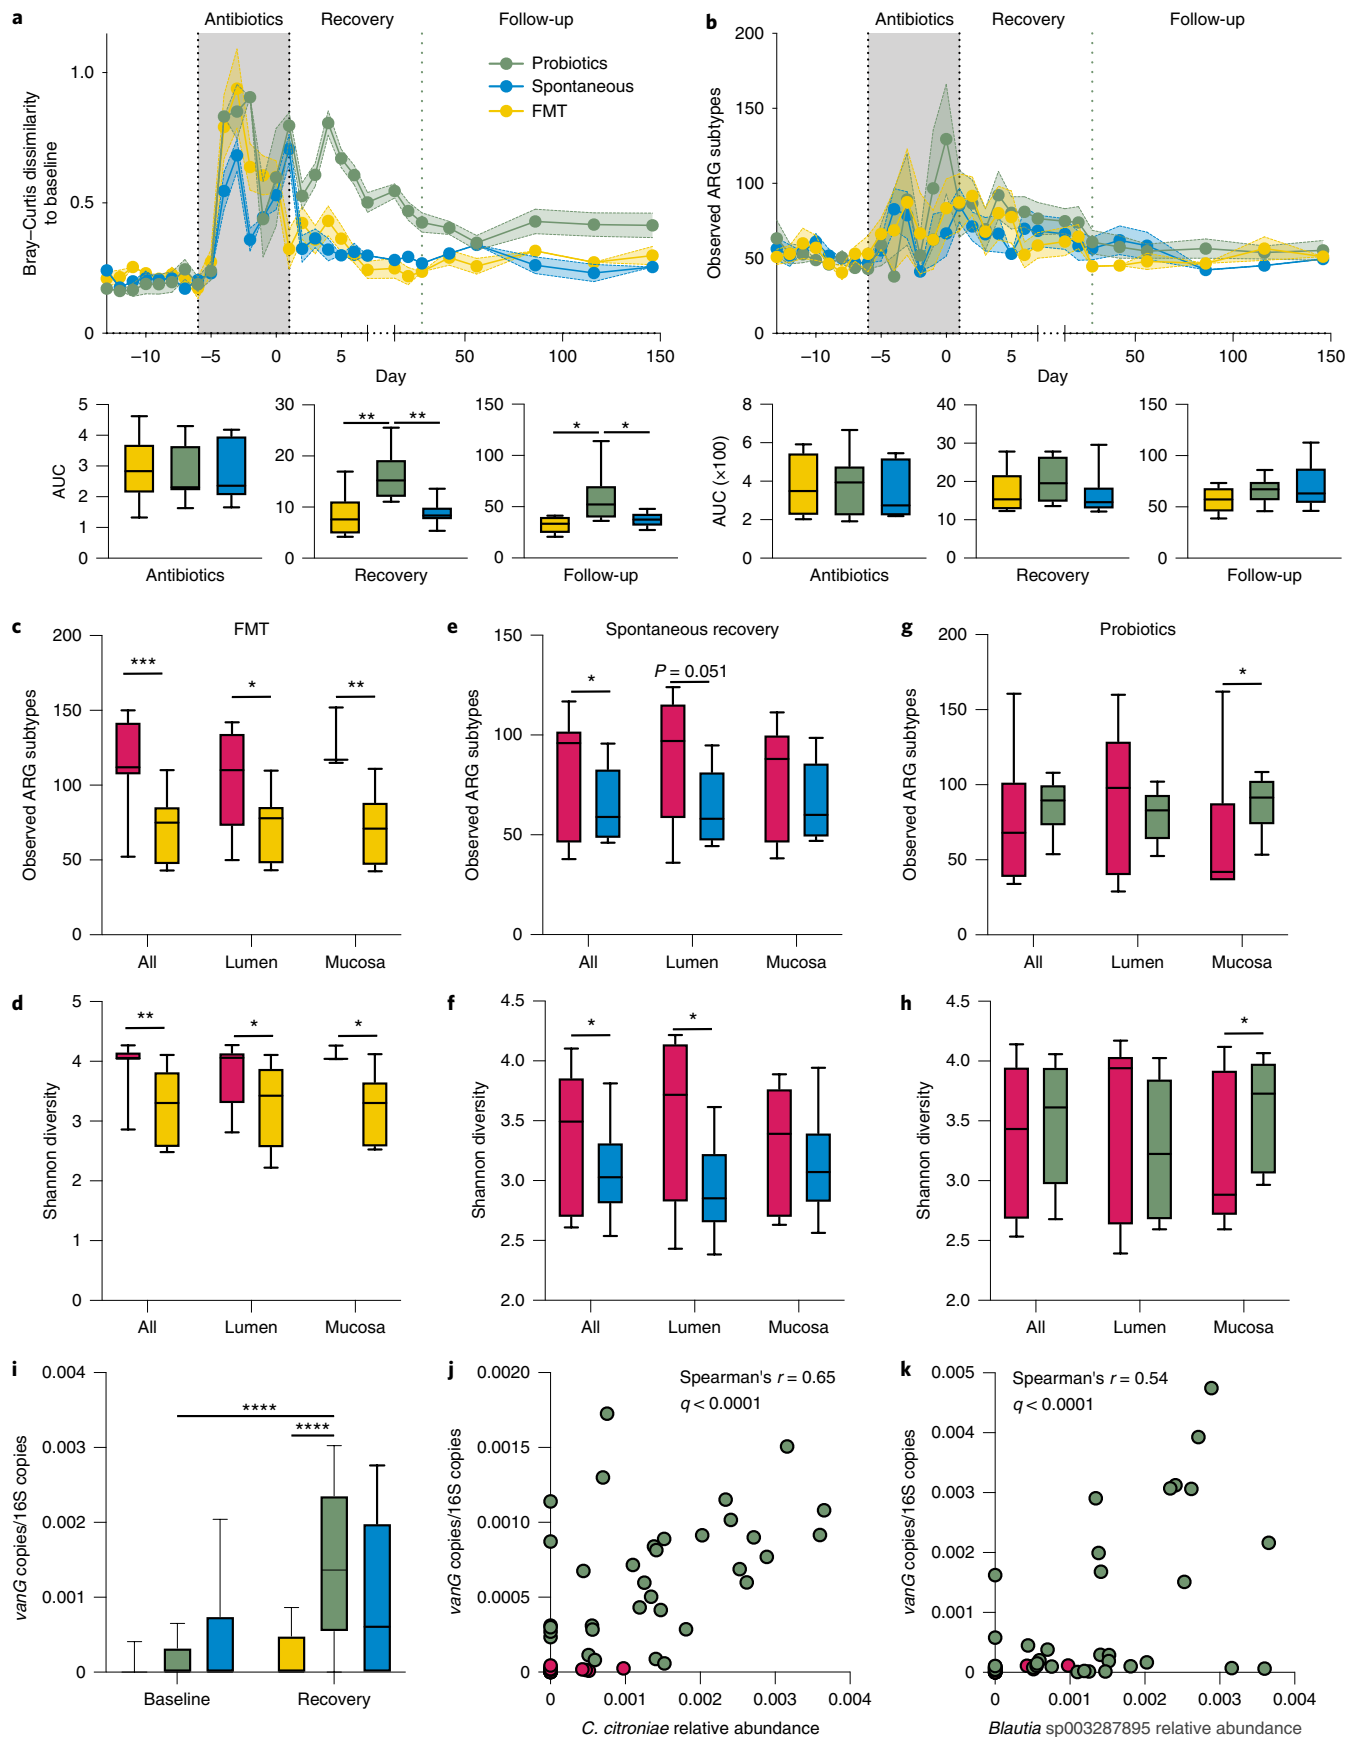 a
Antibiotics Recovery Follow-up
Bray–Curtis dissimilarity
to baseline
1.0
0.5
0
Probiotics
Spontaneous
FMT
–10 –5 0 5 50 100 150
Day
AUC
5
4
3
2
1
0
Antibiotics
30
20
10
0
** **
Recovery
150
100
50
0
* *
Follow-up
b
Antibiotics Recovery Follow-up
Observed ARG subtypes
200
150
100
50
0
–10 –5 0 5 50 100 150
Day
AUC (×100)
8
6
4
2
0
Antibiotics
40
30
20
10
0
Recovery
150
100
50
0
Follow-up
c
FMT
Observed ARG subtypes
200
150
100
50
0
*** * **
All Lumen Mucosa
e
Spontaneous recovery
Observed ARG subtypes
150
100
50
0
* P = 0.051
All Lumen Mucosa
g
Probiotics
Observed ARG subtypes
200
150
100
50
0
*
All Lumen Mucosa
d
Shannon diversity
5
4
3
2
1
0
** * *
All Lumen Mucosa
f
Shannon diversity
4.5
4.0
3.5
3.0
2.5
2.0
* *
All Lumen Mucosa
h
Shannon diversity
4.5
4.0
3.5
3.0
2.5
2.0
*
All Lumen Mucosa
i
vanG copies/16S copies
0.004
0.003
0.002
0.001
0
****
****
Baseline Recovery
j
vanG copies/16S copies
0.0020
0.0015
0.0010
0.0005
0
Spearman's r = 0.65
q < 0.0001
0 0.001 0.002 0.003 0.004
C. citroniae relative abundance
k
vanG copies/16S copies
0.005
0.004
0.003
0.002
0.001
0
Spearman's r = 0.54
q < 0.0001
0 0.001 0.002 0.003 0.004
Blautia sp003287895 relative abundance